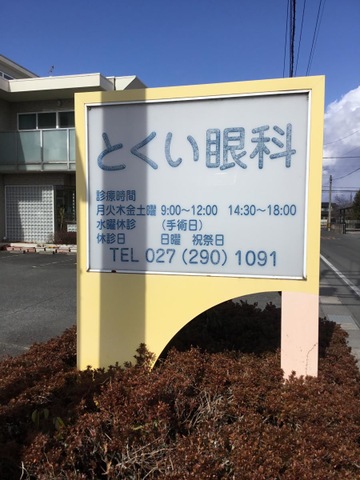 とくい眼科
診療時間
月火木金土曜 9:00～12:00 14:30～18:00
水曜休診 (手術日)
休診日 日曜 祝祭日
TEL 027 (290) 1091